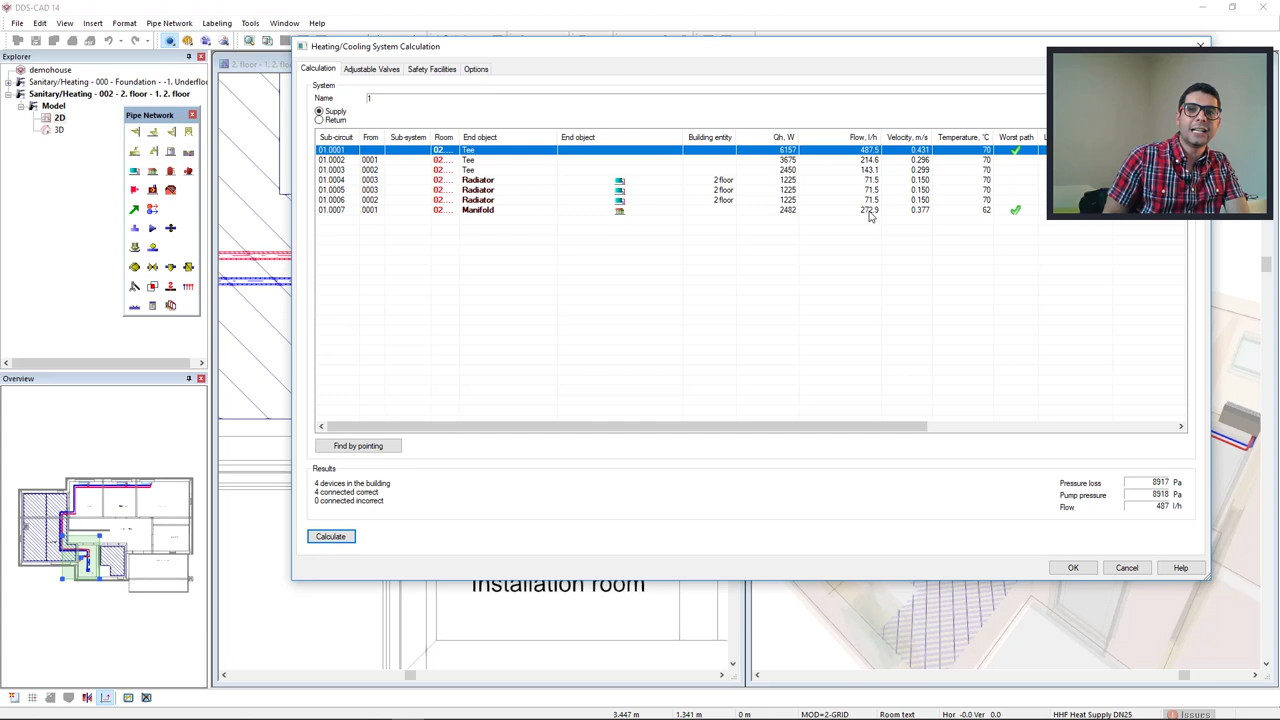 DDS-CAD 14
File Edit View Insert Format Pipe Network Labeling Tools Window Help
Explorer
demohouse
Sanitary/Heating - 000 - Foundation - -1. Underfloo
Sanitary/Heating - 002 - 2. floor - 1. 2. floor
Model
2D
3D
Pipe Network
Overview
2. floor - 1. 2. floor
Heating/Cooling System Calculation
Calculation Adjustable Valves Safety Facilities Options
System
Name 1
Supply
Return
Sub-circuit From Sub-system Room End object End object Building entity Qh, W Flow, l/h Velocity, m/s Temperature, °C Worst path
01.0001 02.... Tee 6157 487.5 0.431 70
01.0002 0001 02.... Tee 3675 214.6 0.296 70
01.0003 0002 02.... Tee 2450 143.1 0.299 70
01.0004 0003 02.... Radiator 2 floor 1225 71.5 0.150 70
01.0005 0003 02.... Radiator 2 floor 1225 71.5 0.150 70
01.0006 0002 02.... Radiator 2 floor 1225 71.5 0.150 70
01.0007 0001 02.... Manifold 2482 272.9 0.377 62
Find by pointing
Results
4 devices in the building
4 connected correct
0 connected incorrect
Pressure loss 8917 Pa
Pump pressure 8918 Pa
Flow 487 l/h
Calculate
OK Cancel Help
Installation room
3.447 m 1.341 m 0 m MOD=2-GRID Room text Hor -0.0 Ver 0.0 HHF Heat Supply DN25 Issues